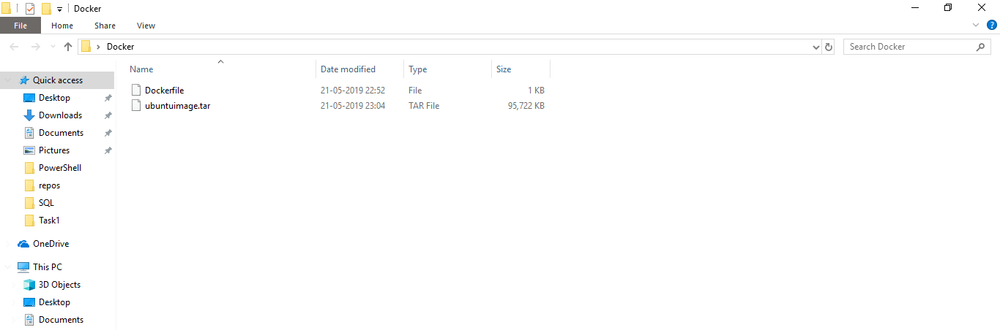 Docker
File Home Share View
Docker Search Docker
Name Date modified Type Size
Dockerfile 21-05-2019 22:52 File 1 KB
ubuntuimage.tar 21-05-2019 23:04 TAR File 95,722 KB
Quick access
Desktop
Downloads
Documents
Pictures
PowerShell
repos
SQL
Task1
OneDrive
This PC
3D Objects
Desktop
Documents